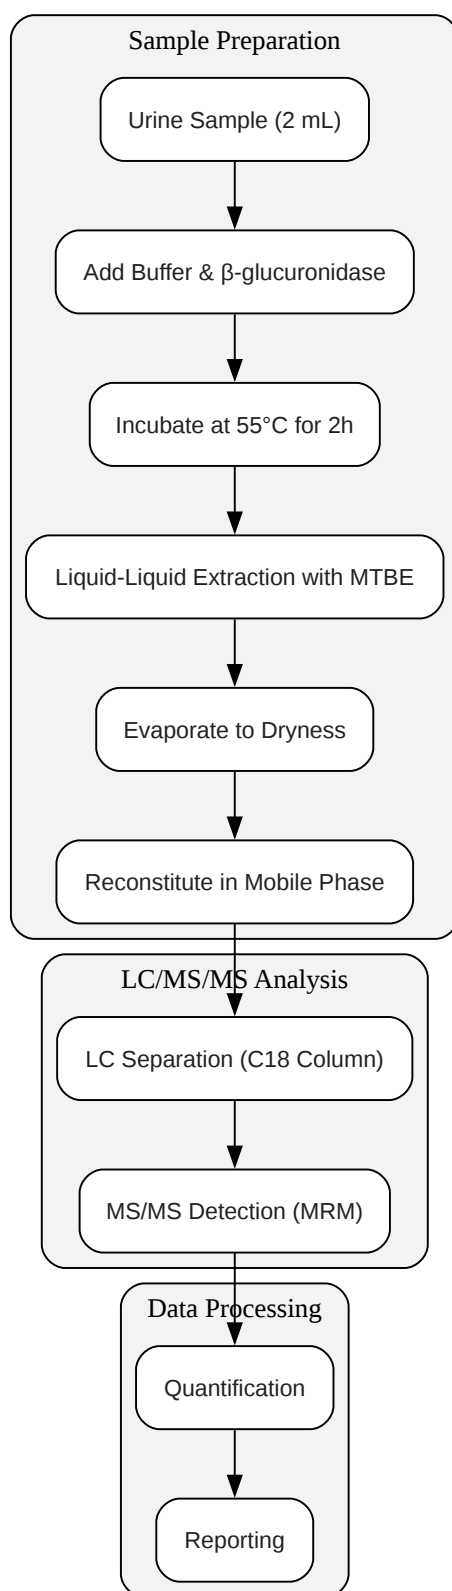 Sample Preparation
Urine Sample (2 mL)
Add Buffer & β-glucuronidase
Incubate at 55°C for 2h
Liquid-Liquid Extraction with MTBE
Evaporate to Dryness
Reconstitute in Mobile Phase
LC/MS/MS Analysis
LC Separation (C18 Column)
MS/MS Detection (MRM)
Data Processing
Quantification
Reporting